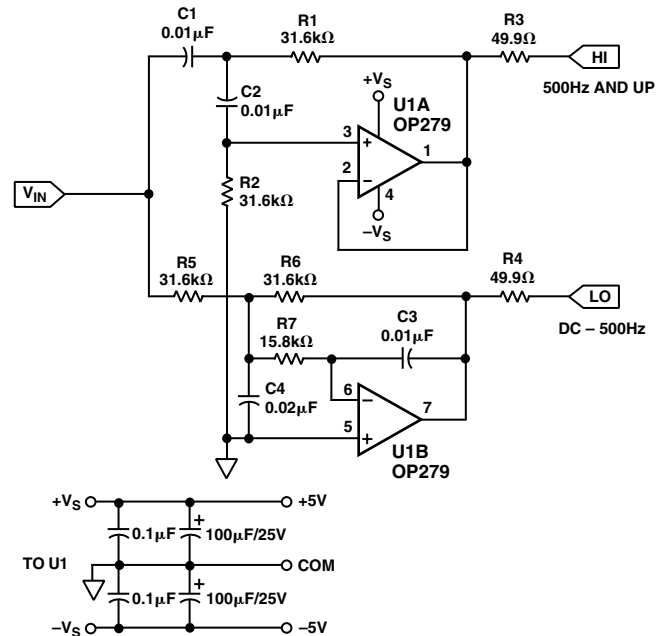 C1
0.01µF
R1
31.6kΩ
R3
49.9Ω
HI
500Hz AND UP
C2
0.01µF
+VS
U1A
OP279
3
+
1
2
−
4
−VS
VIN
R2
31.6kΩ
R5
31.6kΩ
R6
31.6kΩ
R4
49.9Ω
LO
DC – 500Hz
R7
15.8kΩ
C3
0.01µF
C4
0.02µF
6
−
7
5
+
U1B
OP279
+VS
+5V
0.1µF
+
100µF/25V
TO U1
COM
0.1µF
+
100µF/25V
−VS
−5V